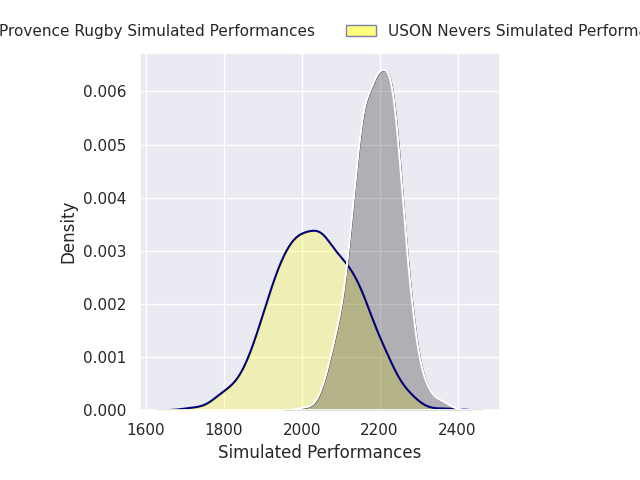 Provence Rugby Simulated Performances
USON Nevers Simulated
0.006
0.005
0.004
0.003
0.002
0.001
0.000
Density
1600 1800 2000 2200 2400
Simulated Performances